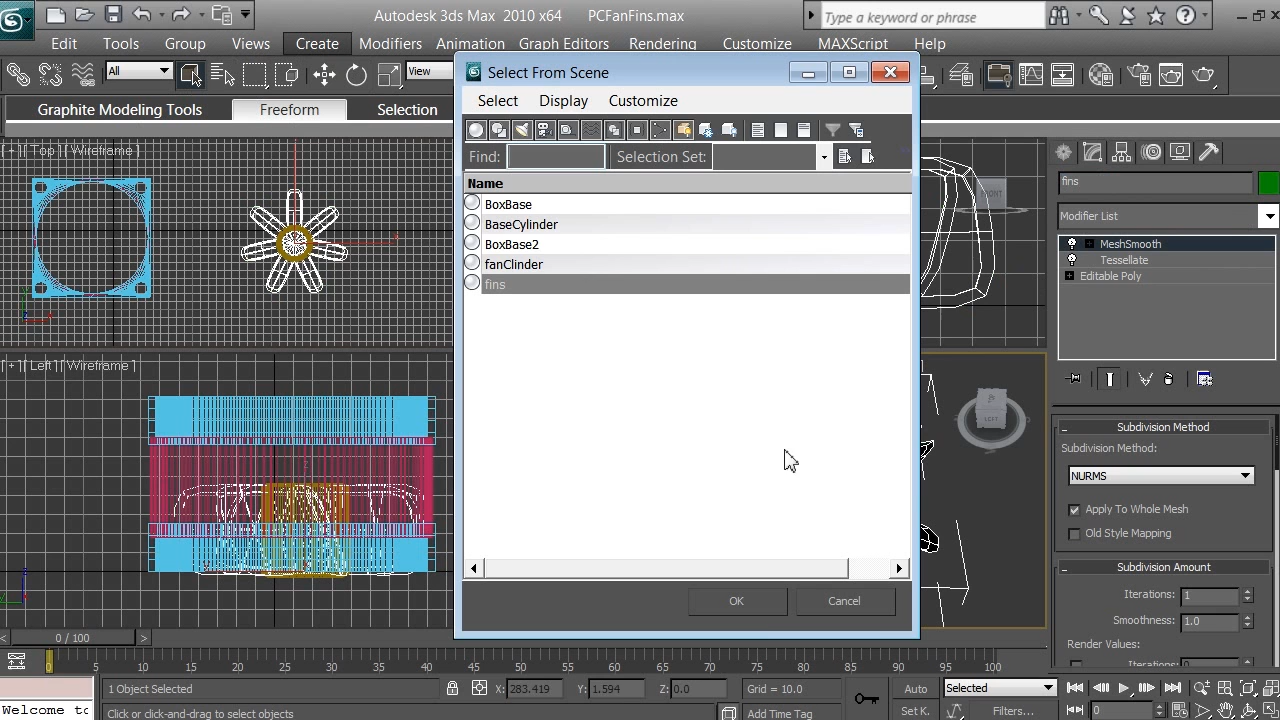 Autodesk 3ds Max 2010 x64 PCFanFins.max
Type a keyword or phrase
Edit Tools Group Views Create Modifiers Animation Graph Editors Rendering Customize MAXScript Help
All
View
Graphite Modeling Tools Freeform Selection
Select From Scene
Select Display Customize
Find: Selection Set:
Name
BoxBase
BaseCylinder
BoxBase2
fanClinder
fins
OK Cancel
[ + ] [ Top ] [ Wireframe ]
[ + ] [ Left ] [ Wireframe ]
FRONT
LEFT
fins
Modifier List
MeshSmooth
Tessellate
Editable Poly
Subdivision Method
Subdivision Method:
NURMS
Apply To Whole Mesh
Old Style Mapping
Subdivision Amount
Iterations: 1
Smoothness: 1.0
Render Values:
Iterations: 0
0 / 100
0 5 10 15 20 25 30 35 40 45 50 55 60 65 70 75 80 85 90 95 100
1 Object Selected X: 283.419 Y: 1.594 Z: 0.0 Grid = 10.0 Auto Selected
Welcome to Click or click-and-drag to select objects Add Time Tag Set K. Filters... 0